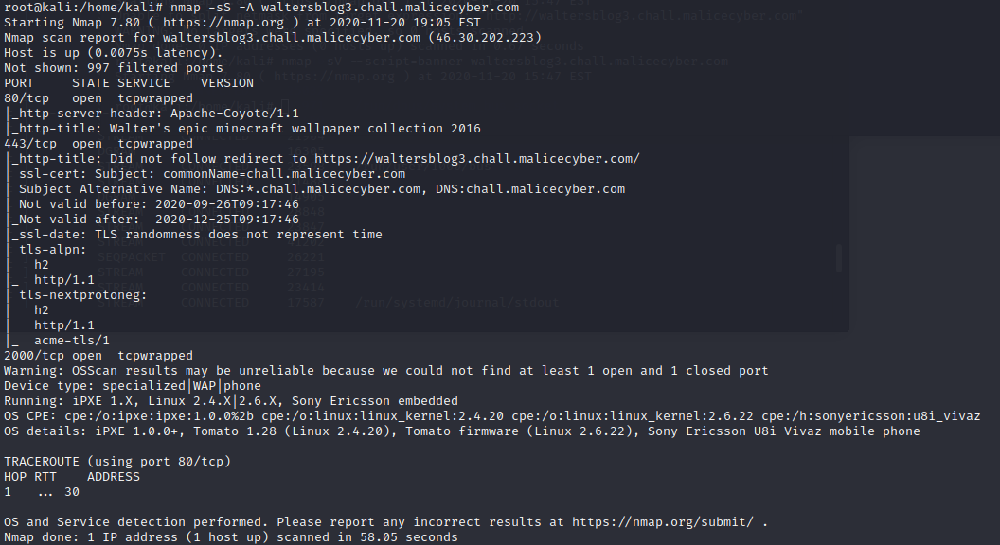 root@kali:/home/kali# nmap -sS -A waltersblog3.chall.malicecyber.com
Starting Nmap 7.80 ( https://nmap.org ) at 2020-11-20 19:05 EST
Nmap scan report for waltersblog3.chall.malicecyber.com (46.30.202.223)
Host is up (0.0075s latency).
Not shown: 997 filtered ports
PORT     STATE SERVICE    VERSION
80/tcp   open  tcpwrapped
|_http-server-header: Apache-Coyote/1.1
|_http-title: Walter's epic minecraft wallpaper collection 2016
443/tcp  open  tcpwrapped
|_http-title: Did not follow redirect to https://waltersblog3.chall.malicecyber.com/
| ssl-cert: Subject: commonName=chall.malicecyber.com
| Subject Alternative Name: DNS:*.chall.malicecyber.com, DNS:chall.malicecyber.com
| Not valid before: 2020-09-26T09:17:46
|_Not valid after:  2020-12-25T09:17:46
|_ssl-date: TLS randomness does not represent time
| tls-alpn:
|   h2
|_  http/1.1
| tls-nextprotoneg:
|   h2
|   http/1.1
|_  acme-tls/1
2000/tcp open  tcpwrapped
Warning: OSScan results may be unreliable because we could not find at least 1 open and 1 closed port
Device type: specialized|WAP|phone
Running: iPXE 1.X, Linux 2.4.X|2.6.X, Sony Ericsson embedded
OS CPE: cpe:/o:ipxe:ipxe:1.0.0%2b cpe:/o:linux:linux_kernel:2.4.20 cpe:/o:linux:linux_kernel:2.6.22 cpe:/h:sonyericsson:u8i_vivaz
OS details: iPXE 1.0.0+, Tomato 1.28 (Linux 2.4.20), Tomato firmware (Linux 2.6.22), Sony Ericsson U8i Vivaz mobile phone
TRACEROUTE (using port 80/tcp)
HOP RTT    ADDRESS
1   ... 30
OS and Service detection performed. Please report any incorrect results at https://nmap.org/submit/ .
Nmap done: 1 IP address (1 host up) scanned in 58.05 seconds